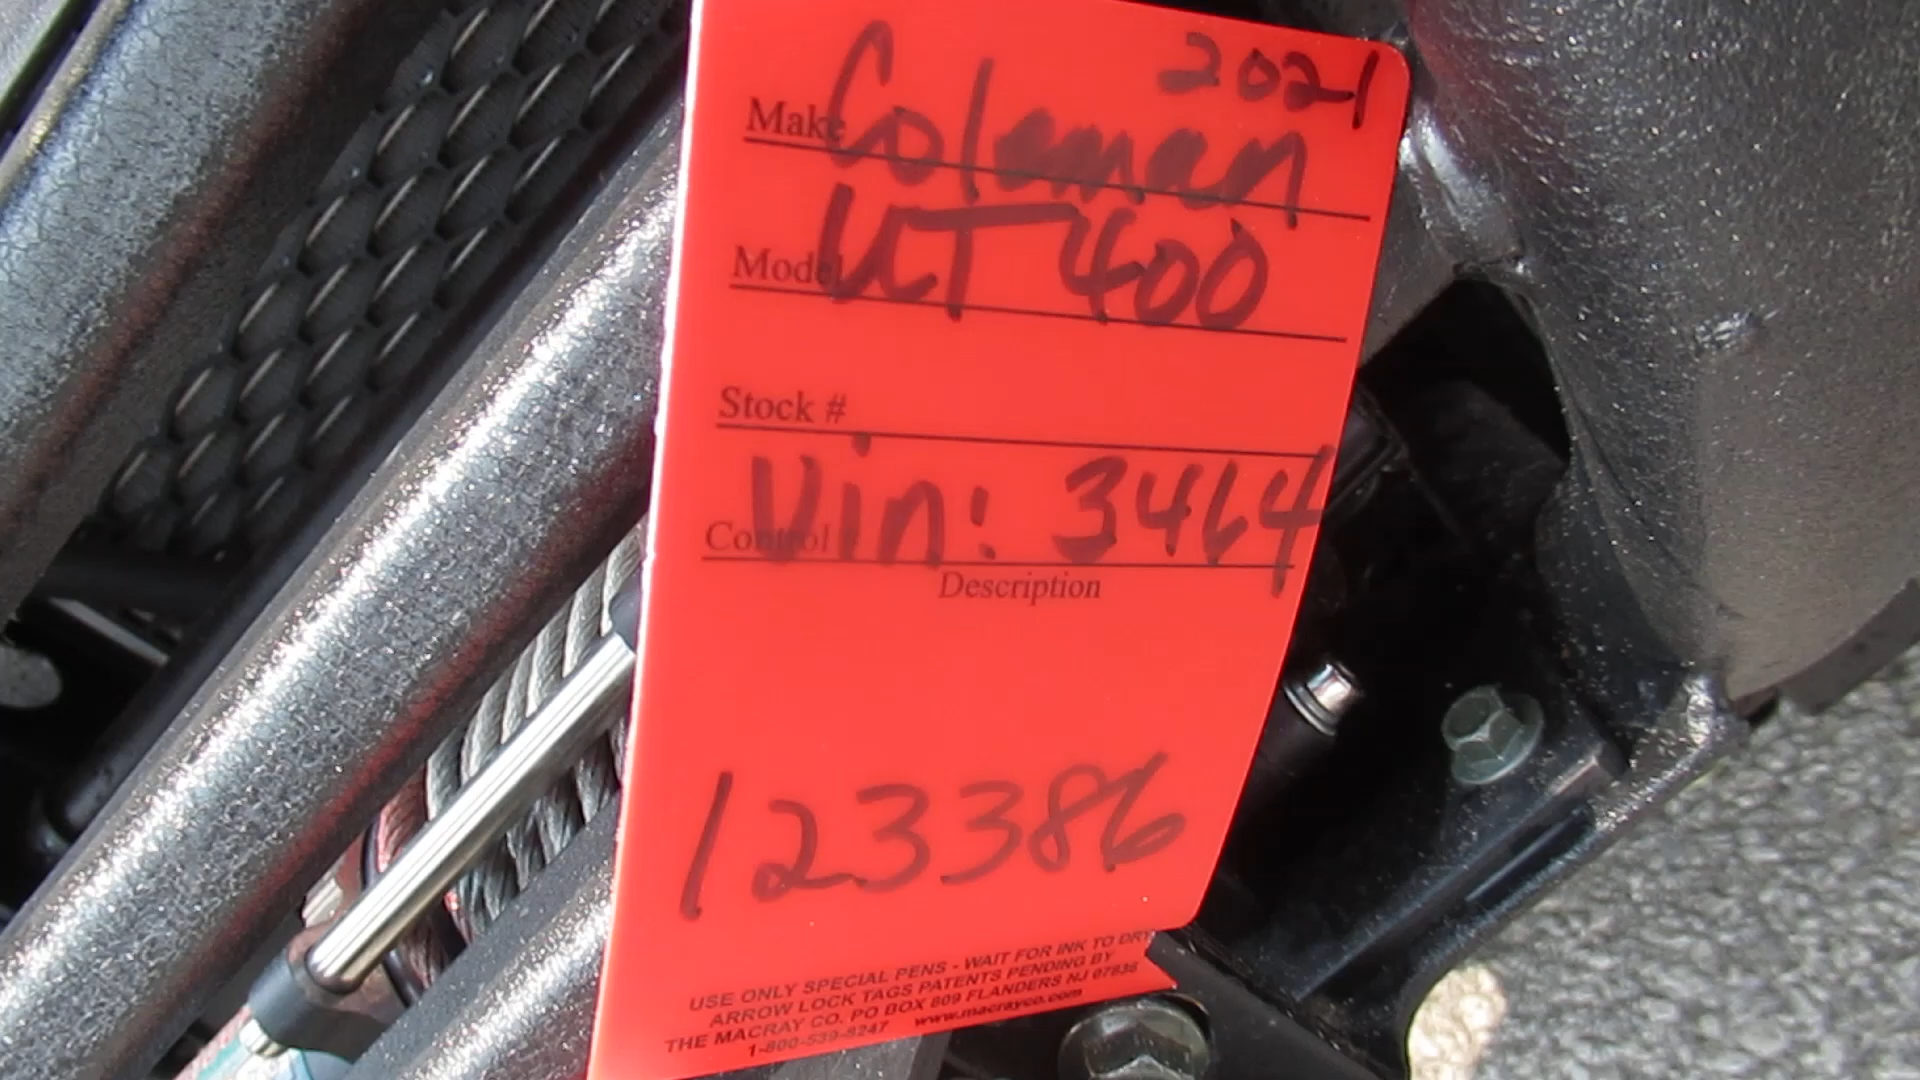 2021
Make Coleman
Model UT 400
Stock #
Control Vin: 3464
Description
123386
USE ONLY SPECIAL PENS - WAIT FOR INK TO DRY
ARROW LOCK TAGS PATENTS PENDING BY
THE MACRAY CO. PO BOX 809 FLANDERS NJ 07836
1-800-539-8247 www.macrayco.com